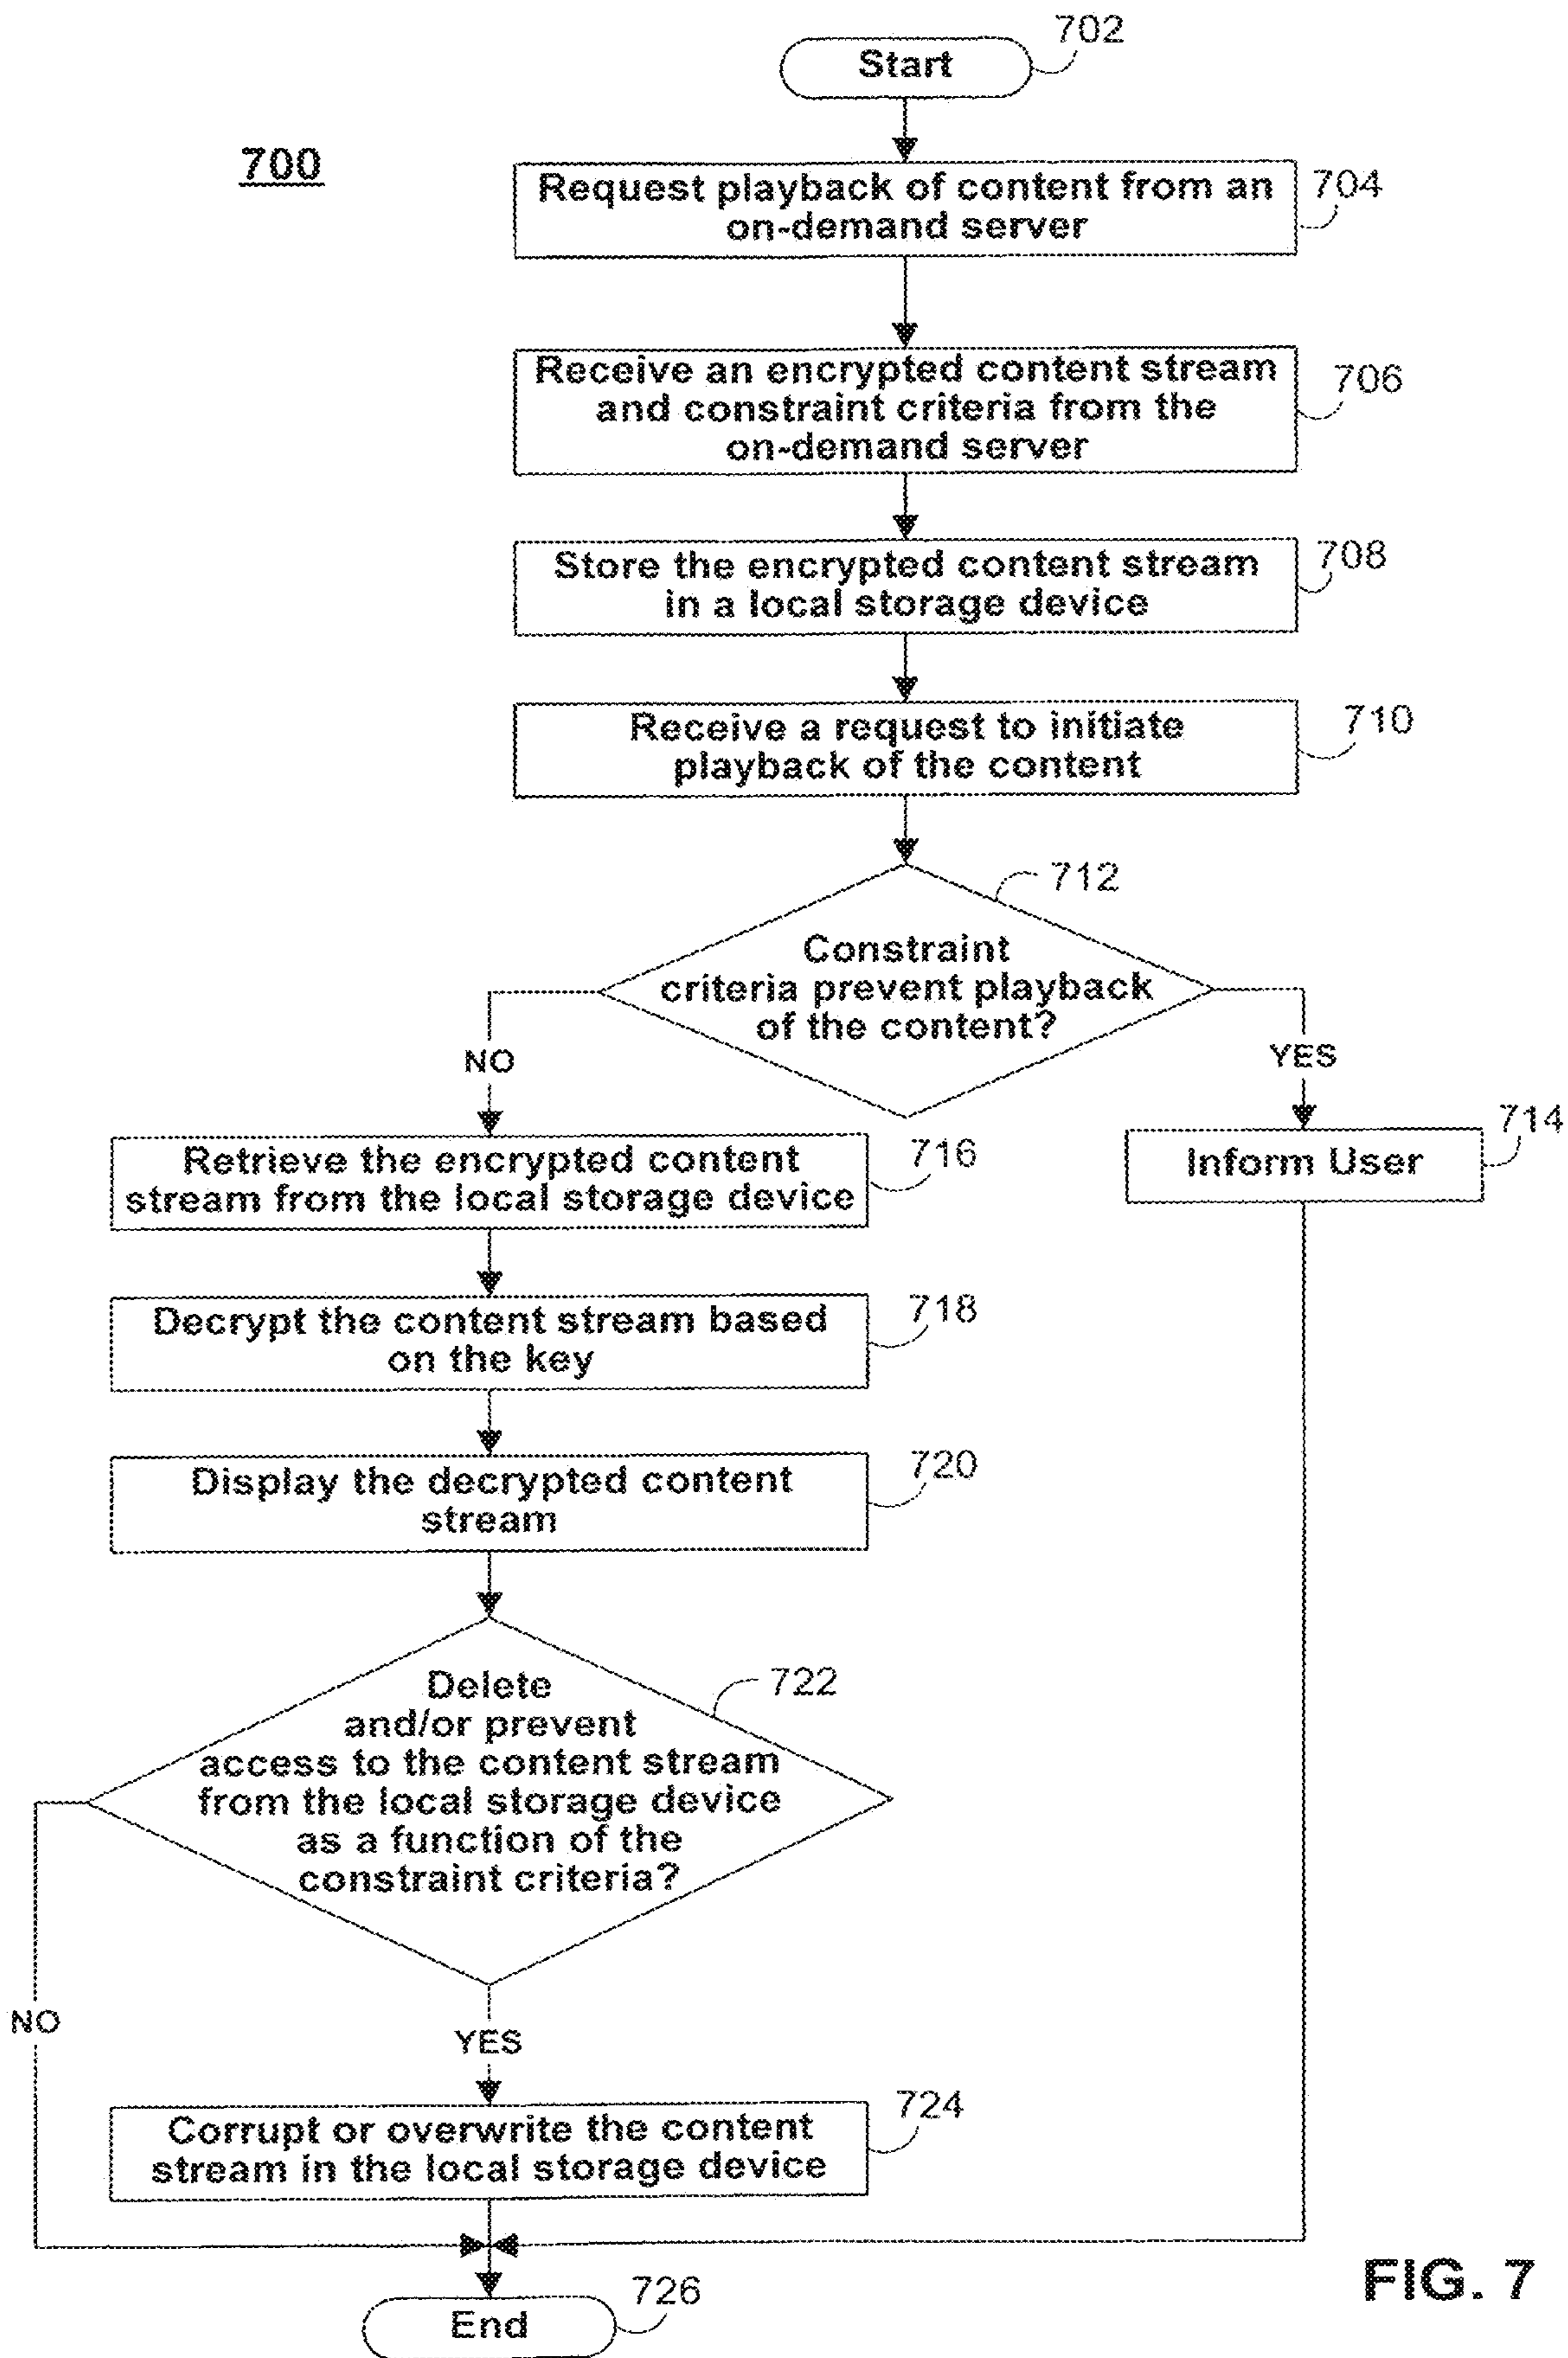 702
Start
700
Request playback of content from an
on-demand server
704
Receive an encrypted content stream
and constraint criteria from the
on-demand server
706
Store the encrypted content stream
in a local storage device
708
Receive a request to initiate
playback of the content
710
712
Constraint
criteria prevent playback
of the content?
NO
YES
Retrieve the encrypted content
stream from the local storage device
716
Inform User
714
Decrypt the content stream based
on the key
718
Display the decrypted content
stream
720
Delete
and/or prevent
access to the content stream
from the local storage device
as a function of the
constraint criteria?
722
NO
YES
Corrupt or overwrite the content
stream in the local storage device
724
End
726
FIG. 7